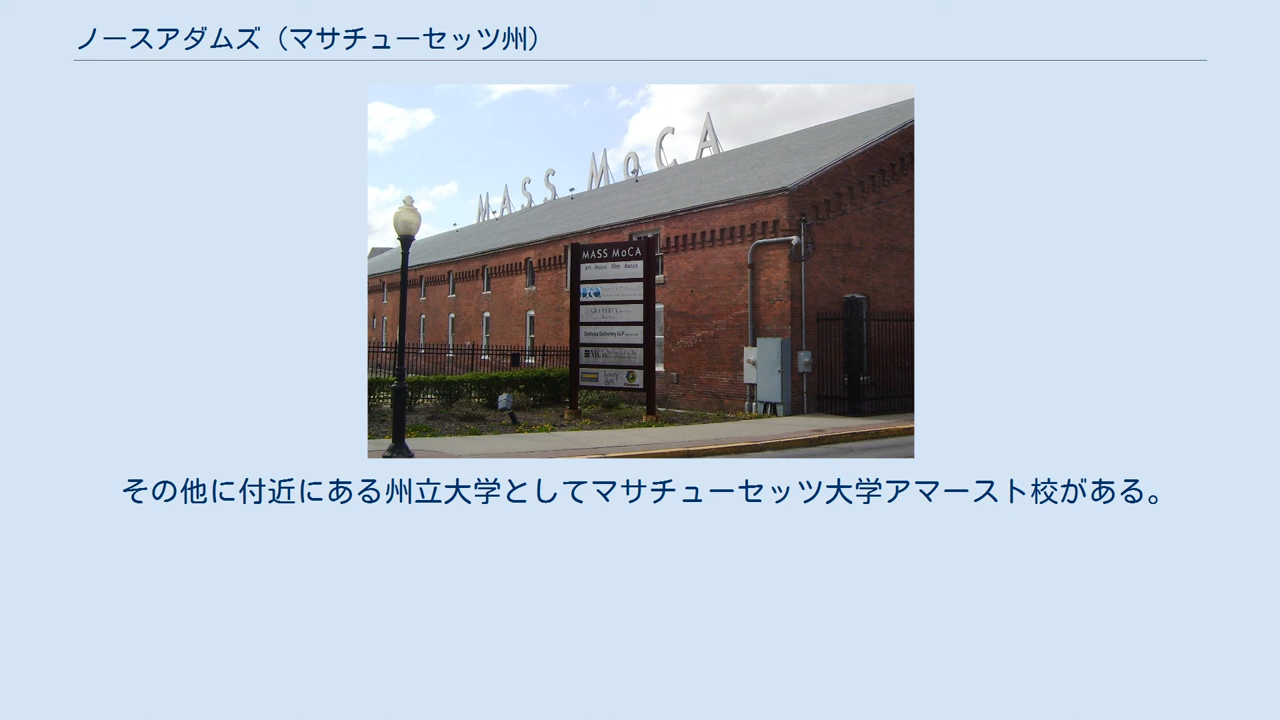 ノースアダムズ（マサチューセッツ州）
MASS MoCA
MASS MoCA
art music film dance
その他に付近にある州立大学としてマサチューセッツ大学アマースト校がある。